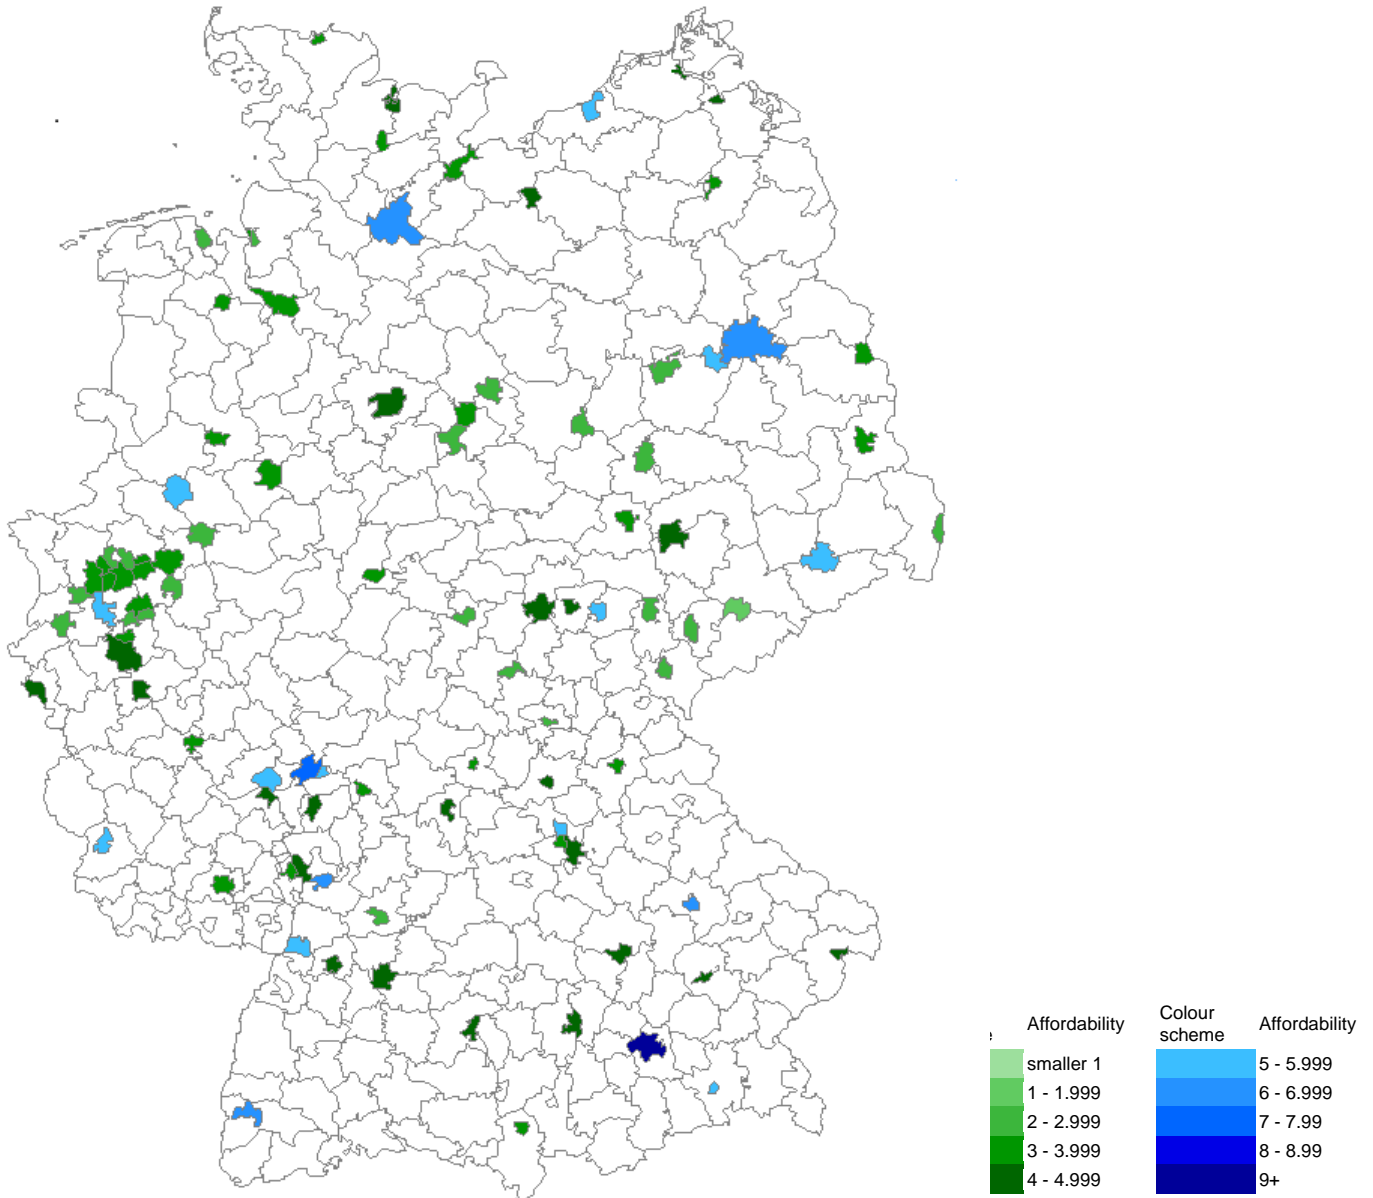 Affordability Colour scheme Affordability
smaller 1 5 - 5.999
1 - 1.999 6 - 6.999
2 - 2.999 7 - 7.99
3 - 3.999 8 - 8.99
4 - 4.999 9+